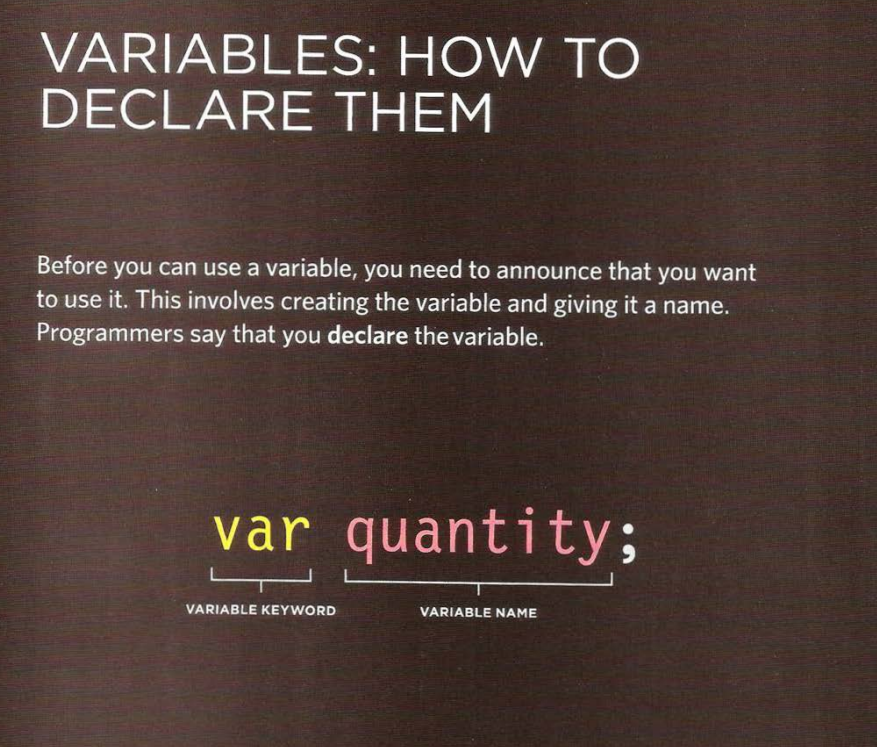 VARIABLES: HOW TO
DECLARE THEM
Before you can use a variable, you need to announce that you want
to use it. This involves creating the variable and giving it a name.
Programmers say that you declare the variable.
var quantity;
VARIABLE KEYWORD VARIABLE NAME